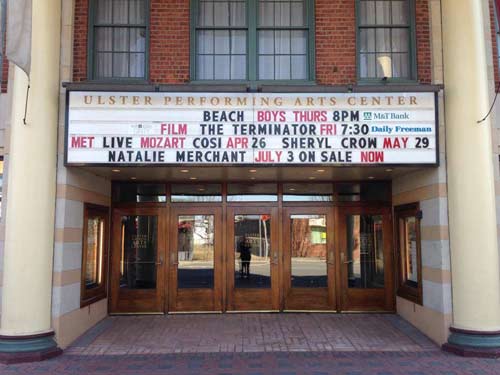 ULSTER PERFORMING ARTS CENTER
BEACH BOYS THURS 8PM M&T Bank
FILM THE TERMINATOR FRI 7:30 Daily Freeman
MET LIVE MOZART COSI APR 26 SHERYL CROW MAY 29
NATALIE MERCHANT JULY 3 ON SALE NOW